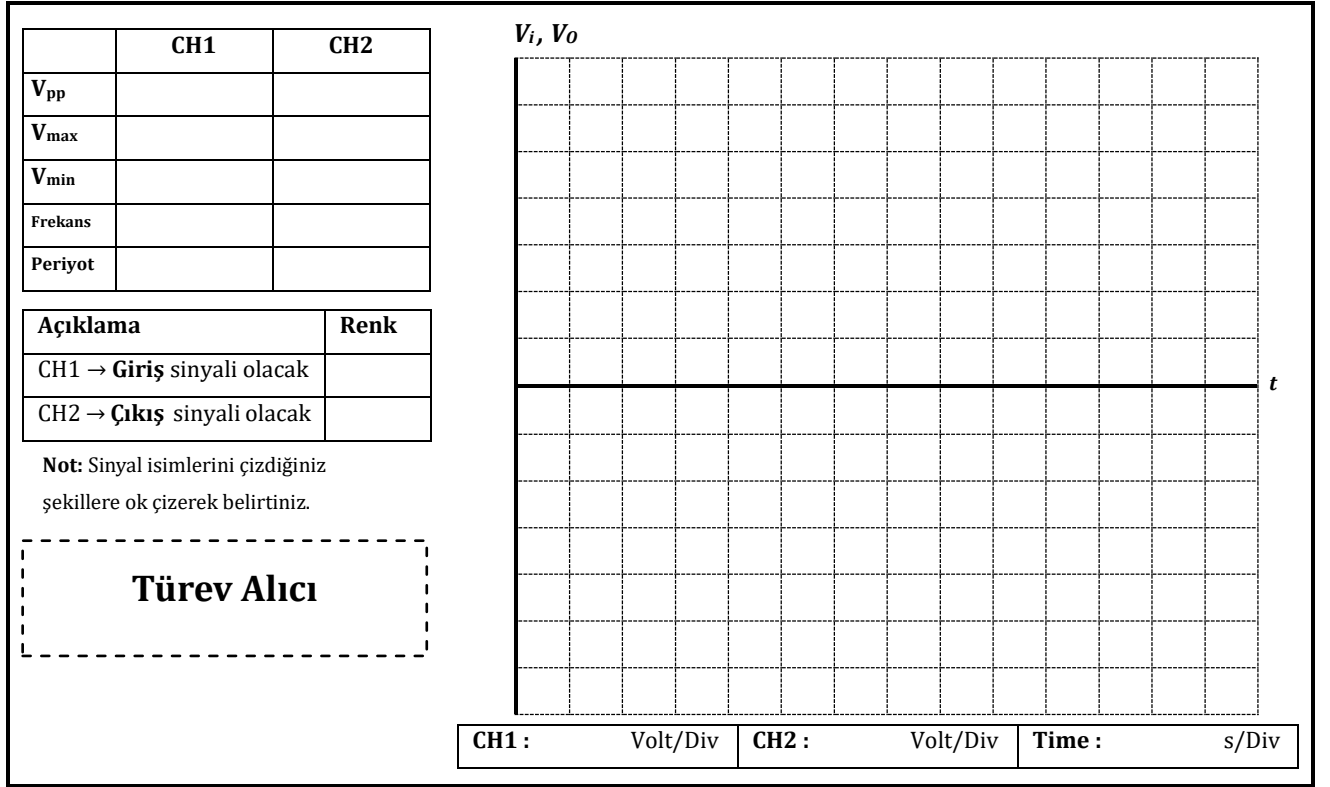 CH1 CH2
Vpp
Vmax
Vmin
Frekans
Periyot
Açıklama Renk
CH1 → Giriş sinyali olacak
CH2 → Çıkış sinyali olacak
Not: Sinyal isimlerini çizdiğiniz
şekillere ok çizerek belirtiniz.
Türev Alıcı
Vi, VO
t
CH1 : Volt/Div CH2 : Volt/Div Time : s/Div